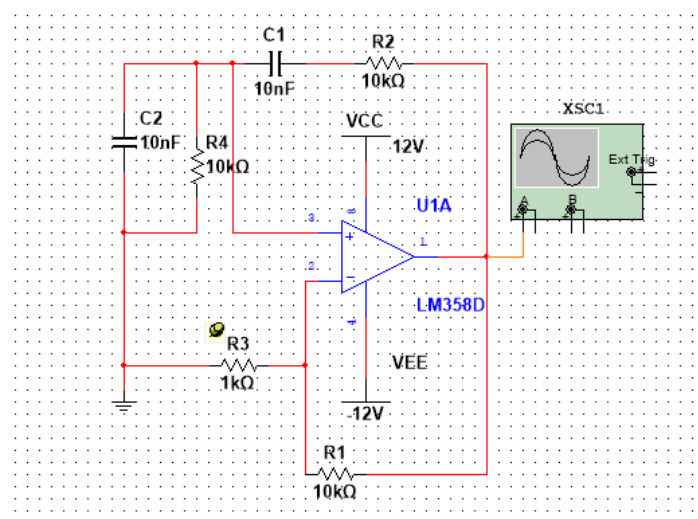 C1
R2
10nF
10kΩ
C2
10nF
R4
10kΩ
VCC
12V
XSC1
Ext Trig
+
-
A
B
+
-
+
-
U1A
3
8
+
1
2
-
4
LM358D
R3
1kΩ
VEE
-12V
R1
10kΩ